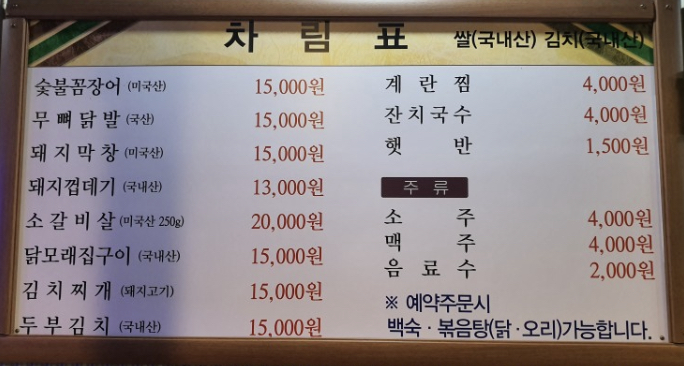 차림표 쌀(국내산) 김치(국내산)
숯불꼼장어 (미국산) 15,000원
무뼈닭발 (국산) 15,000원
돼지막창 (미국산) 15,000원
돼지껍데기 (국내산) 13,000원
소갈비살 (미국산 250g) 20,000원
닭모래집구이 (국내산) 15,000원
김치찌개 (돼지고기) 15,000원
두부김치 (국내산) 15,000원
계란찜 4,000원
잔치국수 4,000원
햇반 1,500원
주류
소주 4,000원
맥주 4,000원
음료수 2,000원
※ 예약주문시
백숙·볶음탕(닭·오리)가능합니다.